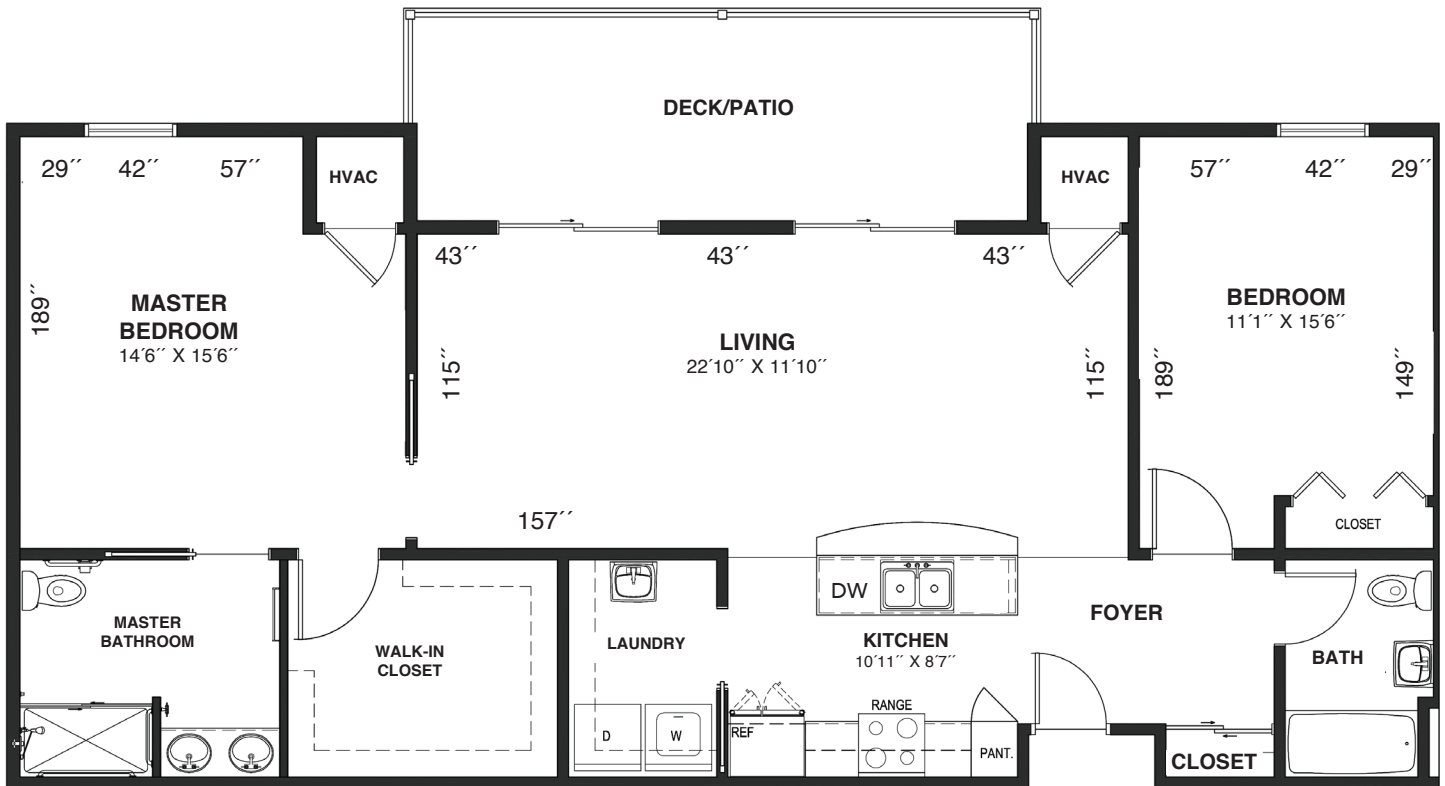 DECK/PATIO
29´´ 42´´ 57´´
HVAC
HVAC
57´´ 42´´ 29´´
43´´ 43´´ 43´´
189´´
MASTER
BEDROOM
14´6´´ X 15´6´´
115´´
LIVING
22´10´´ X 11´10´´
115´´
189´´
BEDROOM
11´1´´ X 15´6´´
149´´
157´´
CLOSET
MASTER
BATHROOM
WALK-IN
CLOSET
LAUNDRY
D
W
DW
KITCHEN
10´11´´ X 8´7´´
REF
RANGE
PANT.
FOYER
BATH
CLOSET